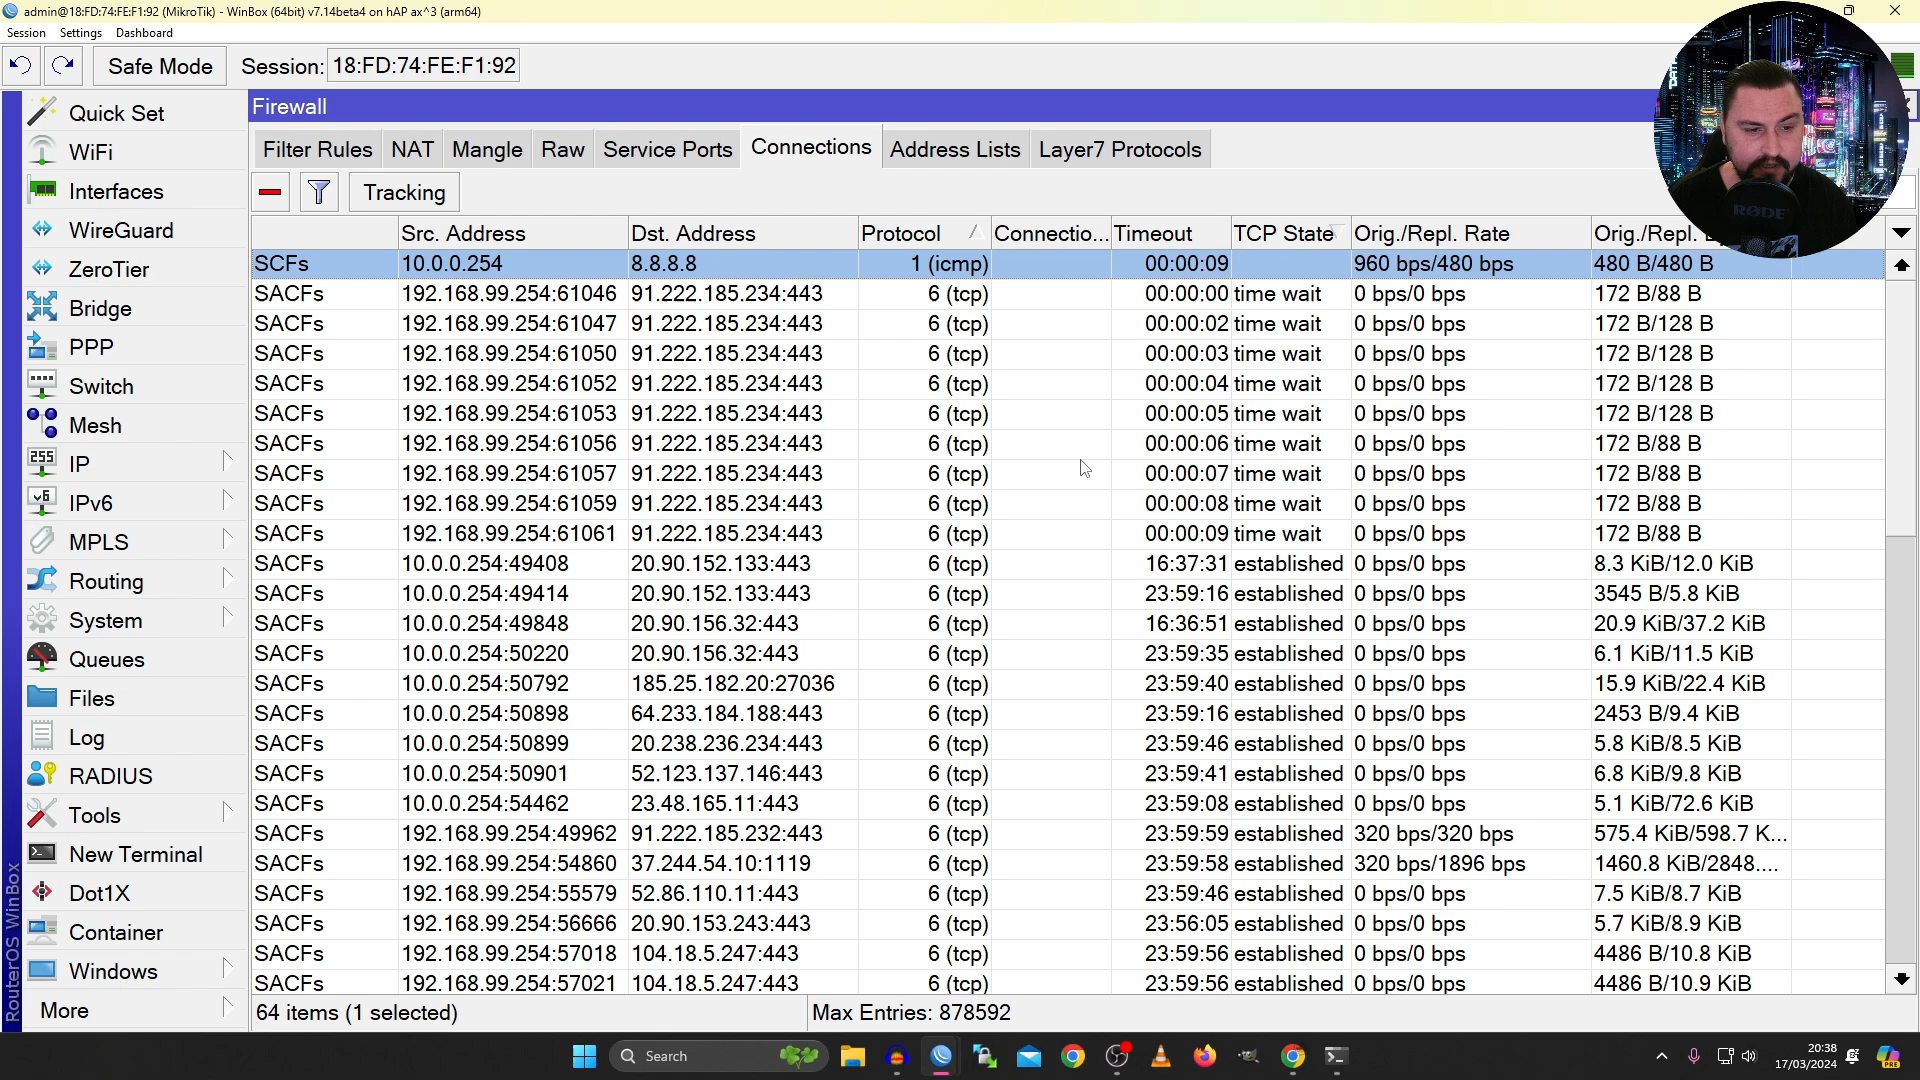 admin@18:FD:74:FE:F1:92 (MikroTik) - WinBox (64bit) v7.14beta4 on hAP ax^3 (arm64)
Session Settings Dashboard
Safe Mode Session: 18:FD:74:FE:F1:92
Quick Set
WiFi
Interfaces
WireGuard
ZeroTier
Bridge
PPP
Switch
Mesh
255 IP
v6 IPv6
MPLS
Routing
System
Queues
Files
Log
RADIUS
Tools
New Terminal
Dot1X
Container
Windows
More
RouterOS WinBox
Firewall
Filter Rules NAT Mangle Raw Service Ports Connections Address Lists Layer7 Protocols
Tracking
Src. Address Dst. Address Protocol Connectio... Timeout TCP State Orig./Repl. Rate Orig./Repl.
SCFs 10.0.0.254 8.8.8.8 1 (icmp) 00:00:09 960 bps/480 bps 480 B/480 B
SACFs 192.168.99.254:61046 91.222.185.234:443 6 (tcp) 00:00:00 time wait 0 bps/0 bps 172 B/88 B
SACFs 192.168.99.254:61047 91.222.185.234:443 6 (tcp) 00:00:02 time wait 0 bps/0 bps 172 B/128 B
SACFs 192.168.99.254:61050 91.222.185.234:443 6 (tcp) 00:00:03 time wait 0 bps/0 bps 172 B/128 B
SACFs 192.168.99.254:61052 91.222.185.234:443 6 (tcp) 00:00:04 time wait 0 bps/0 bps 172 B/128 B
SACFs 192.168.99.254:61053 91.222.185.234:443 6 (tcp) 00:00:05 time wait 0 bps/0 bps 172 B/128 B
SACFs 192.168.99.254:61056 91.222.185.234:443 6 (tcp) 00:00:06 time wait 0 bps/0 bps 172 B/88 B
SACFs 192.168.99.254:61057 91.222.185.234:443 6 (tcp) 00:00:07 time wait 0 bps/0 bps 172 B/88 B
SACFs 192.168.99.254:61059 91.222.185.234:443 6 (tcp) 00:00:08 time wait 0 bps/0 bps 172 B/88 B
SACFs 192.168.99.254:61061 91.222.185.234:443 6 (tcp) 00:00:09 time wait 0 bps/0 bps 172 B/88 B
SACFs 10.0.0.254:49408 20.90.152.133:443 6 (tcp) 16:37:31 established 0 bps/0 bps 8.3 KiB/12.0 KiB
SACFs 10.0.0.254:49414 20.90.152.133:443 6 (tcp) 23:59:16 established 0 bps/0 bps 3545 B/5.8 KiB
SACFs 10.0.0.254:49848 20.90.156.32:443 6 (tcp) 16:36:51 established 0 bps/0 bps 20.9 KiB/37.2 KiB
SACFs 10.0.0.254:50220 20.90.156.32:443 6 (tcp) 23:59:35 established 0 bps/0 bps 6.1 KiB/11.5 KiB
SACFs 10.0.0.254:50792 185.25.182.20:27036 6 (tcp) 23:59:40 established 0 bps/0 bps 15.9 KiB/22.4 KiB
SACFs 10.0.0.254:50898 64.233.184.188:443 6 (tcp) 23:59:16 established 0 bps/0 bps 2453 B/9.4 KiB
SACFs 10.0.0.254:50899 20.238.236.234:443 6 (tcp) 23:59:46 established 0 bps/0 bps 5.8 KiB/8.5 KiB
SACFs 10.0.0.254:50901 52.123.137.146:443 6 (tcp) 23:59:41 established 0 bps/0 bps 6.8 KiB/9.8 KiB
SACFs 10.0.0.254:54462 23.48.165.11:443 6 (tcp) 23:59:08 established 0 bps/0 bps 5.1 KiB/72.6 KiB
SACFs 192.168.99.254:49962 91.222.185.232:443 6 (tcp) 23:59:59 established 320 bps/320 bps 575.4 KiB/598.7 K...
SACFs 192.168.99.254:54860 37.244.54.10:1119 6 (tcp) 23:59:58 established 320 bps/1896 bps 1460.8 KiB/2848....
SACFs 192.168.99.254:55579 52.86.110.11:443 6 (tcp) 23:59:46 established 0 bps/0 bps 7.5 KiB/8.7 KiB
SACFs 192.168.99.254:56666 20.90.153.243:443 6 (tcp) 23:56:05 established 0 bps/0 bps 5.7 KiB/8.9 KiB
SACFs 192.168.99.254:57018 104.18.5.247:443 6 (tcp) 23:59:56 established 0 bps/0 bps 4486 B/10.8 KiB
SACFs 192.168.99.254:57021 104.18.5.247:443 6 (tcp) 23:59:56 established 0 bps/0 bps 4486 B/10.9 KiB
64 items (1 selected) Max Entries: 878592
RØDE
Search
20:38
17/03/2024
PRE